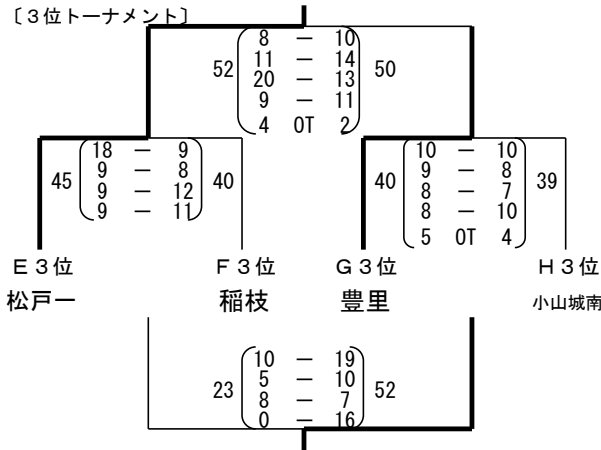 〔３位トーナメント〕
8 ― 10
11 ― 14
52 20 ― 13 50
9 ― 11
4 OT 2
18 ― 9 10 ― 10
45 9 ― 8 40 40 9 ― 8 39
9 ― 12 8 ― 7
9 ― 11 8 ― 10
5 OT 4
Ｅ３位 Ｆ３位 Ｇ３位 Ｈ３位
松戸一 稲枝 豊里 小山城南
10 ― 19
23 5 ― 10 52
8 ― 7
0 ― 16